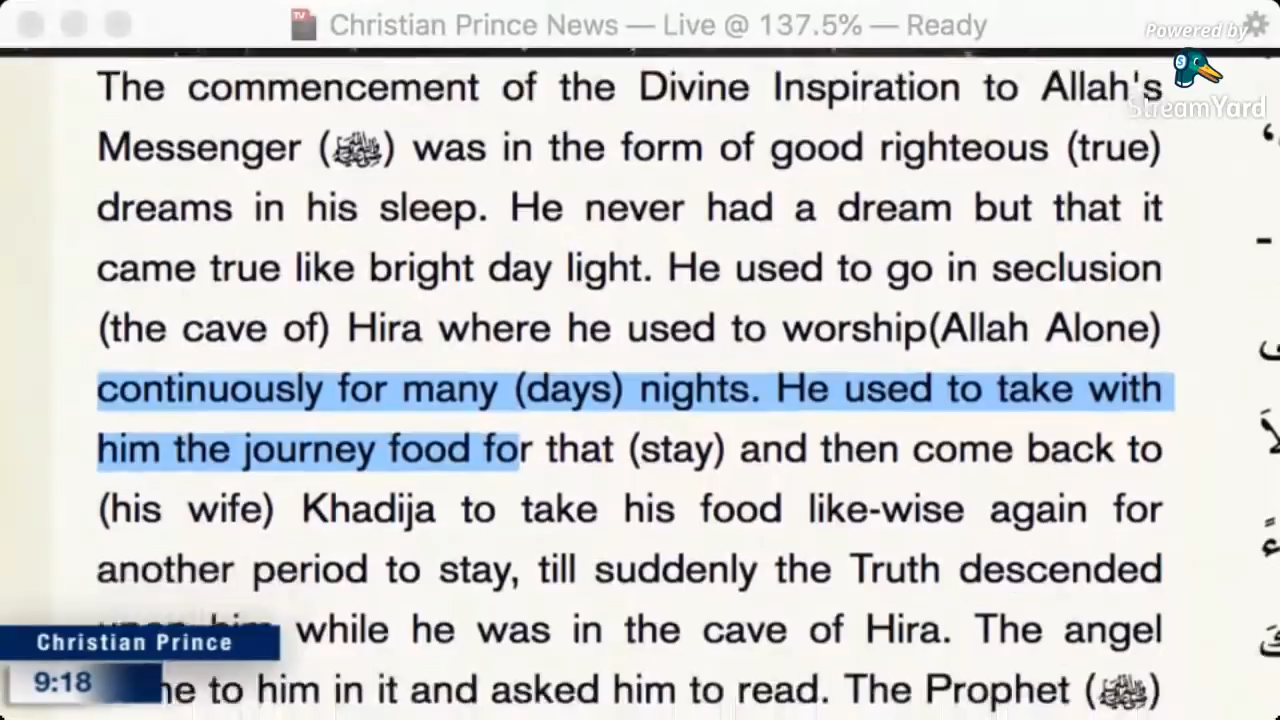 Christian Prince News — Live @ 137.5% — Ready
Powered by
StreamYard
The commencement of the Divine Inspiration to Allah's
Messenger (ﷺ) was in the form of good righteous (true)
dreams in his sleep. He never had a dream but that it
came true like bright day light. He used to go in seclusion
(the cave of) Hira where he used to worship(Allah Alone)
continuously for many (days) nights. He used to take with
him the journey food for that (stay) and then come back to
(his wife) Khadija to take his food like-wise again for
another period to stay, till suddenly the Truth descended
upon him while he was in the cave of Hira. The angel
to him in it and asked him to read. The Prophet (ﷺ)
Christian Prince
9:18